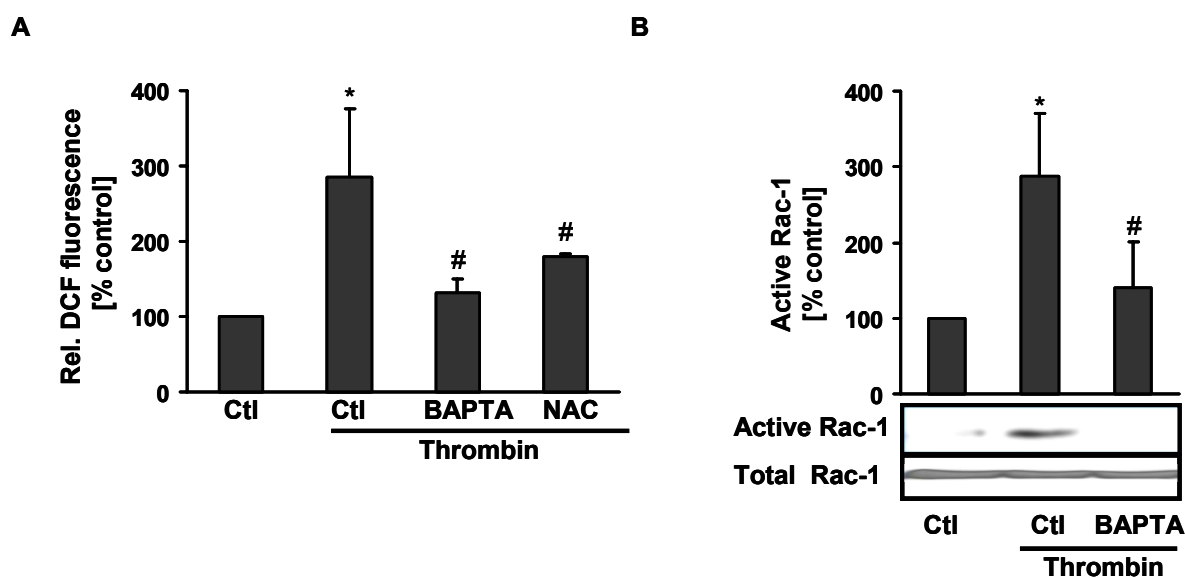 A
Rel. DCF fluorescence
[% control]
400
300
200
100
0
*
#
#
Ctl
Ctl
BAPTA
NAC
Thrombin
B
Active Rac-1
[% control]
400
300
200
100
0
*
#
Active Rac-1
Total Rac-1
Ctl
Ctl
BAPTA
Thrombin